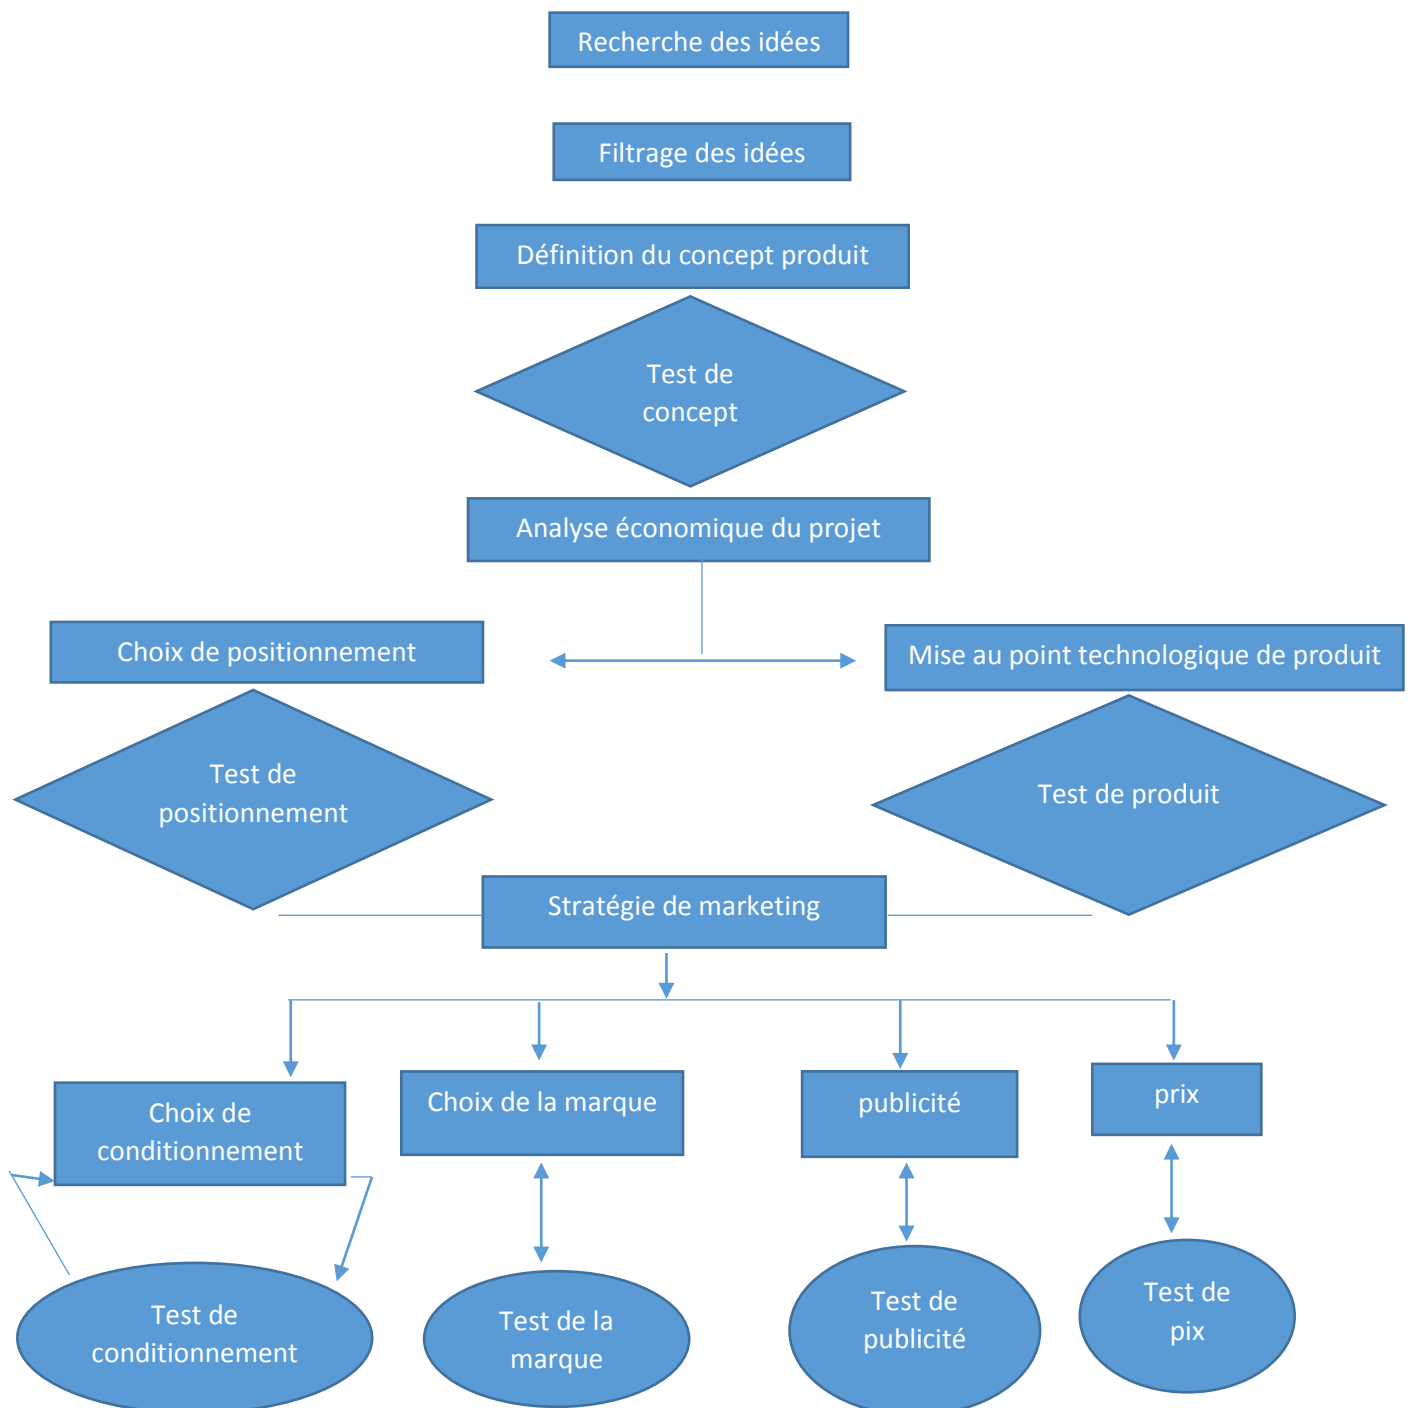 Recherche des idées
Filtrage des idées
Définition du concept produit
Test de
concept
Analyse économique du projet
Choix de positionnement
Mise au point technologique de produit
Test de
positionnement
Test de produit
Stratégie de marketing
Choix de
conditionnement
Choix de la marque
publicité
prix
Test de
conditionnement
Test de la
marque
Test de
publicité
Test de
pix